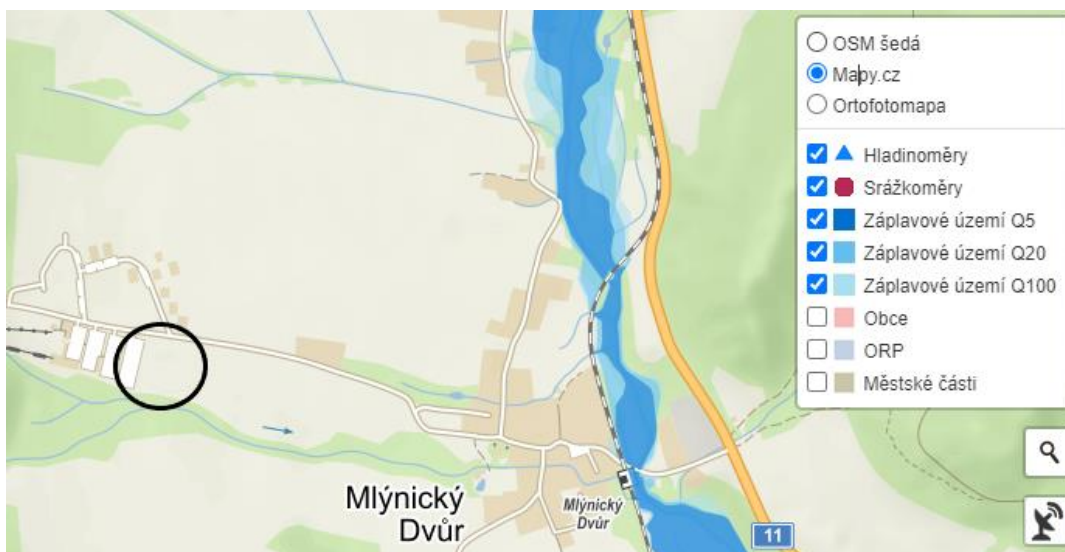 OSM šedá
Mapy.cz
Ortofotomapa
Hladinoměry
Srážkoměry
Záplavové území Q5
Záplavové území Q20
Záplavové území Q100
Obce
ORP
Městské části
Mlýnický
Dvůr
Mlýnický
Dvůr
11